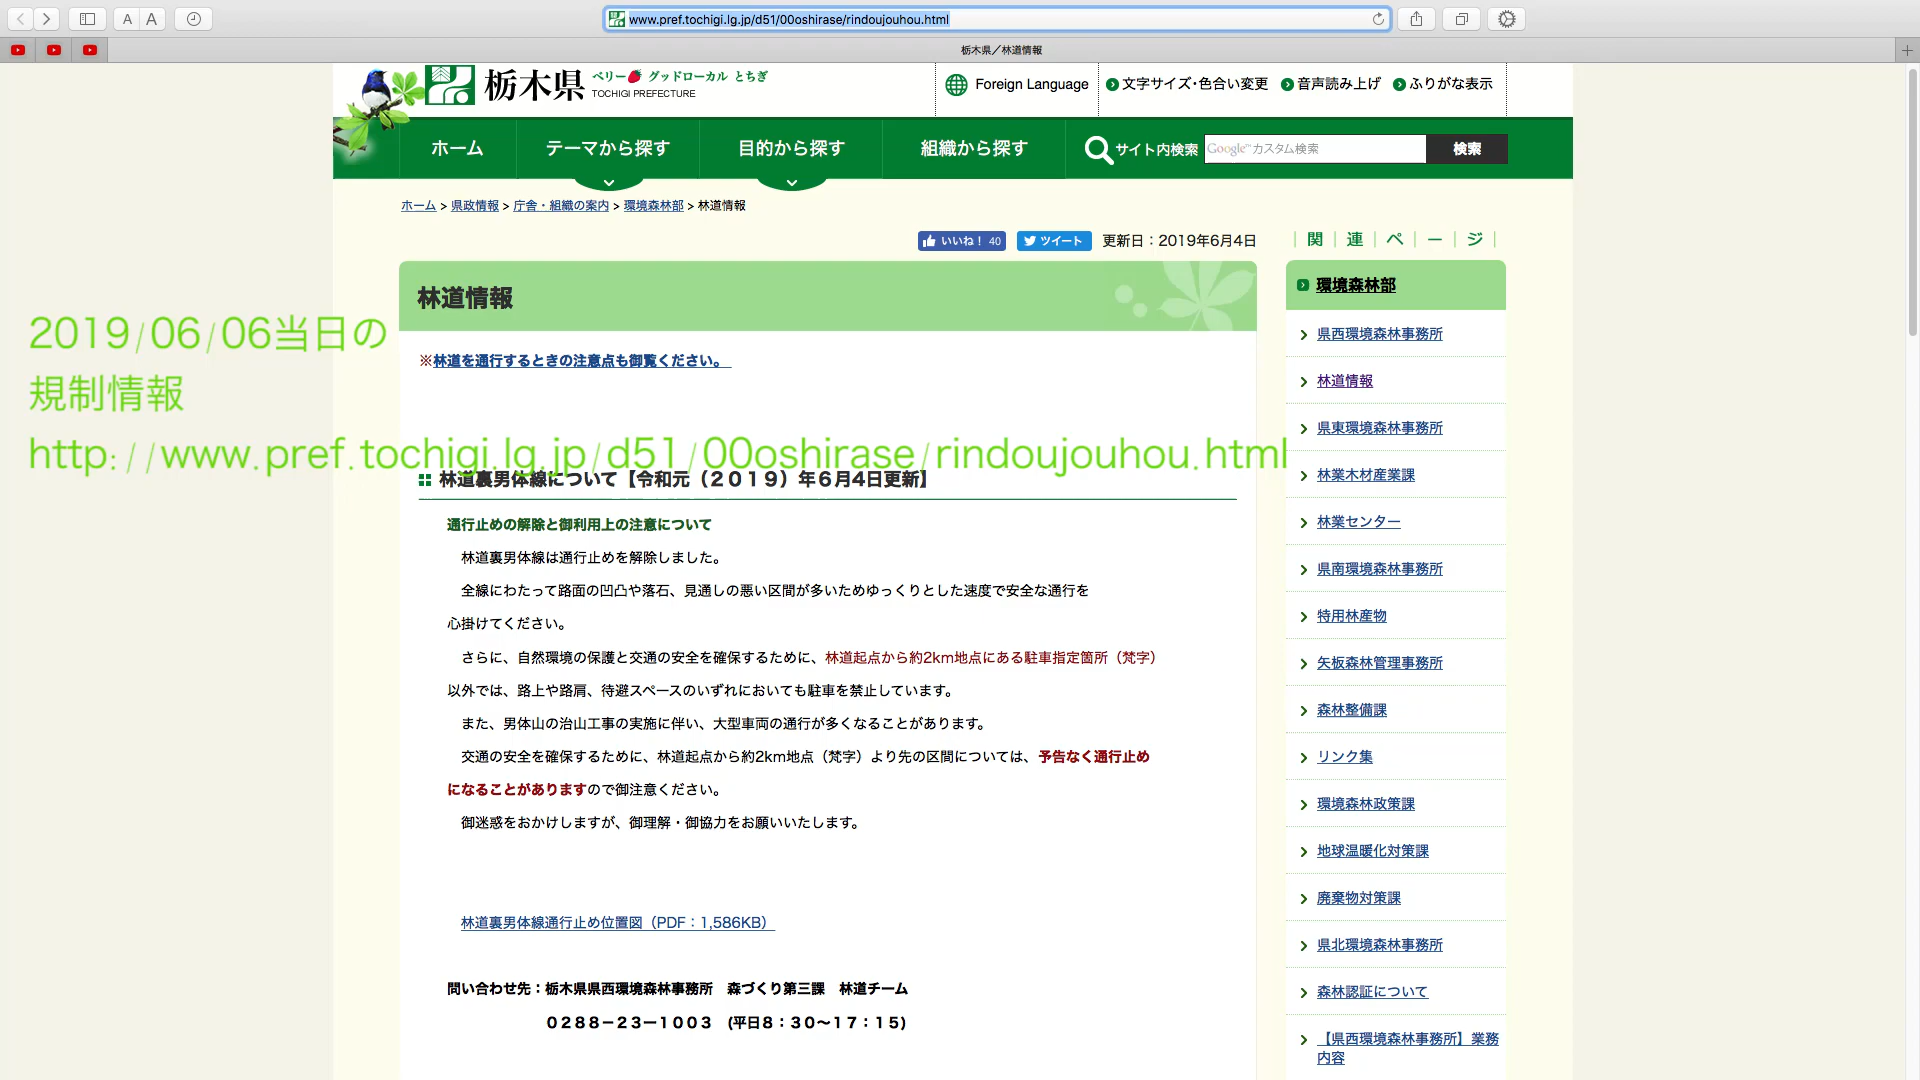 A A
www.pref.tochigi.lg.jp/d51/00oshirase/rindoujouhou.html
栃木県／林道情報
栃木県
ベリー グッドローカル とちぎ
TOCHIGI PREFECTURE
Foreign Language
文字サイズ・色合い変更
音声読み上げ
ふりがな表示
ホーム
テーマから探す
目的から探す
組織から探す
サイト内検索
Google™カスタム検索
検索
ホーム > 県政情報 > 庁舎・組織の案内 > 環境森林部 > 林道情報
いいね！ 40
ツイート
更新日：2019年6月4日
林道情報
※林道を通行するときの注意点も御覧ください。
2019/06/06当日の
規制情報
http://www.pref.tochigi.lg.jp/d51/00oshirase/rindoujouhou.html
林道裏男体線について【令和元（２０１９）年６月4日更新】
通行止めの解除と御利用上の注意について
林道裏男体線は通行止めを解除しました。
全線にわたって路面の凹凸や落石、見通しの悪い区間が多いためゆっくりとした速度で安全な通行を
心掛けてください。
さらに、自然環境の保護と交通の安全を確保するために、林道起点から約2km地点にある駐車指定箇所（梵字）
以外では、路上や路肩、待避スペースのいずれにおいても駐車を禁止しています。
また、男体山の治山工事の実施に伴い、大型車両の通行が多くなることがあります。
交通の安全を確保するために、林道起点から約2km地点（梵字）より先の区間については、予告なく通行止め
になることがありますので御注意ください。
御迷惑をおかけしますが、御理解・御協力をお願いいたします。
林道裏男体線通行止め位置図（PDF：1,586KB）
問い合わせ先：栃木県県西環境森林事務所　森づくり第三課　林道チーム
０２８８－２３ー１００３　(平日８：３０〜１７：１５)
関連ページ
環境森林部
県西環境森林事務所
林道情報
県東環境森林事務所
林業木材産業課
林業センター
県南環境森林事務所
特用林産物
矢板森林管理事務所
森林整備課
リンク集
環境森林政策課
地球温暖化対策課
廃棄物対策課
県北環境森林事務所
森林認証について
【県西環境森林事務所】業務
内容